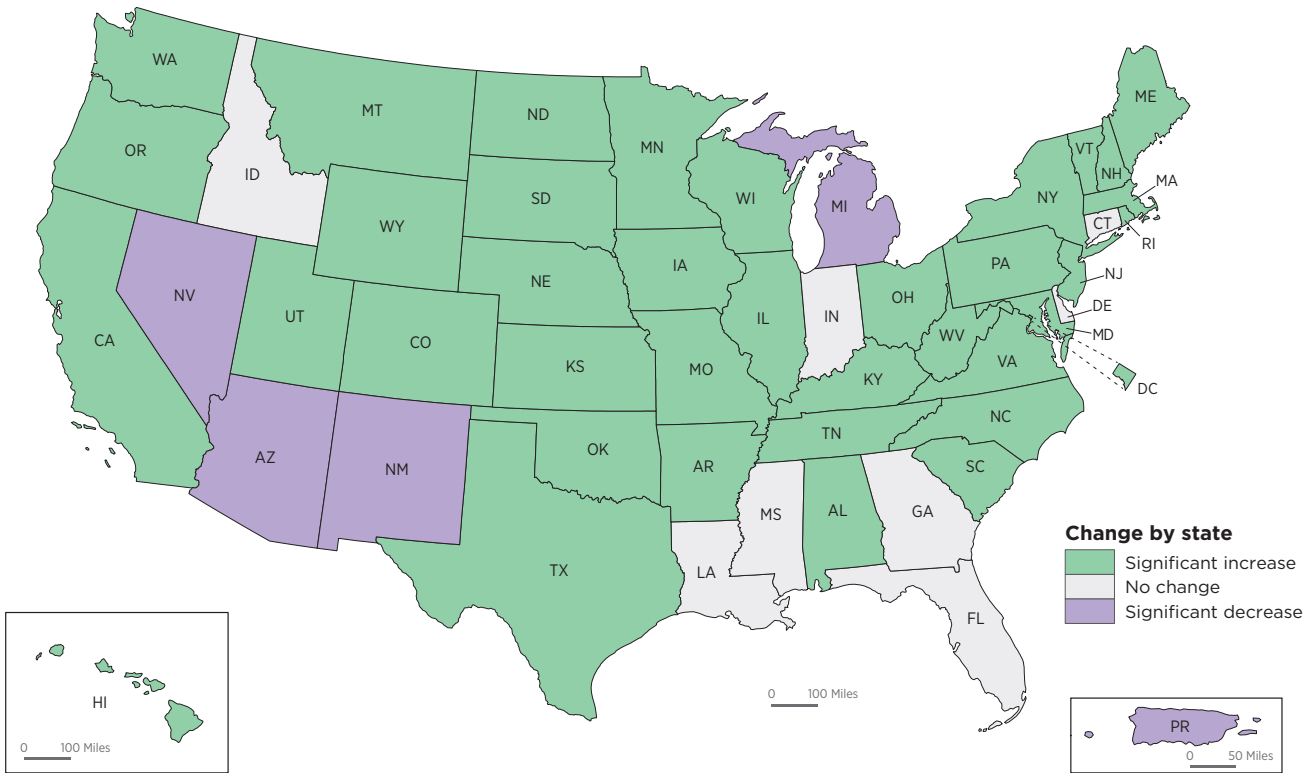 WA
MT
ND
MN
ME
OR
ID
SD
WI
VT
NH
MA
NY
MI
WY
CT
RI
IA
PA
NJ
NE
NV
UT
OH
DE
IL
IN
MD
CA
CO
WV
VA
KS
MO
KY
DC
NC
TN
OK
AZ
NM
AR
SC
MS
AL
GA
TX
LA
FL
Change by state
Significant increase
No change
Significant decrease
HI
0 100 Miles
0 100 Miles
PR
0 50 Miles